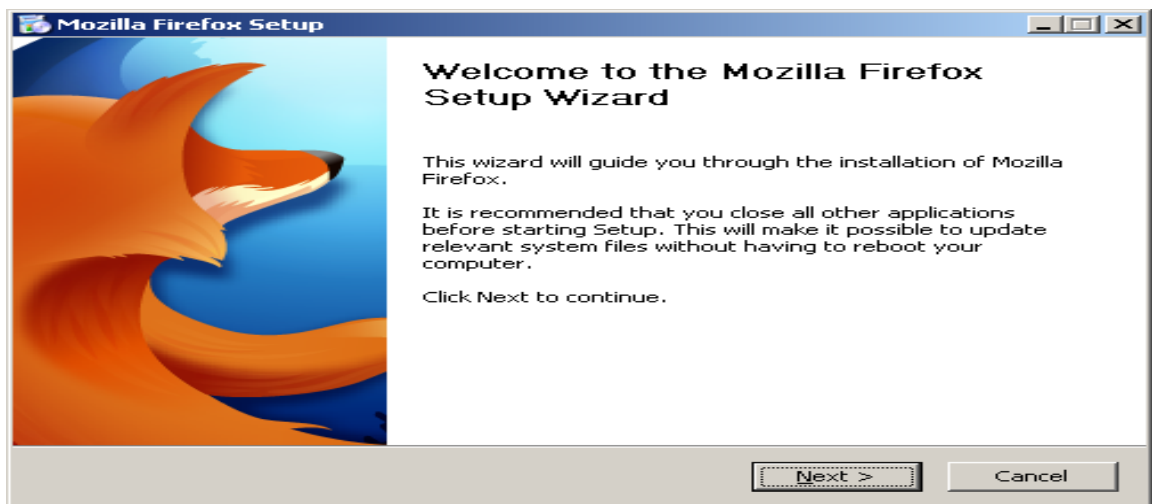 Mozilla Firefox Setup
Welcome to the Mozilla Firefox
Setup Wizard
This wizard will guide you through the installation of Mozilla
Firefox.
It is recommended that you close all other applications
before starting Setup. This will make it possible to update
relevant system files without having to reboot your
computer.
Click Next to continue.
Next >
Cancel